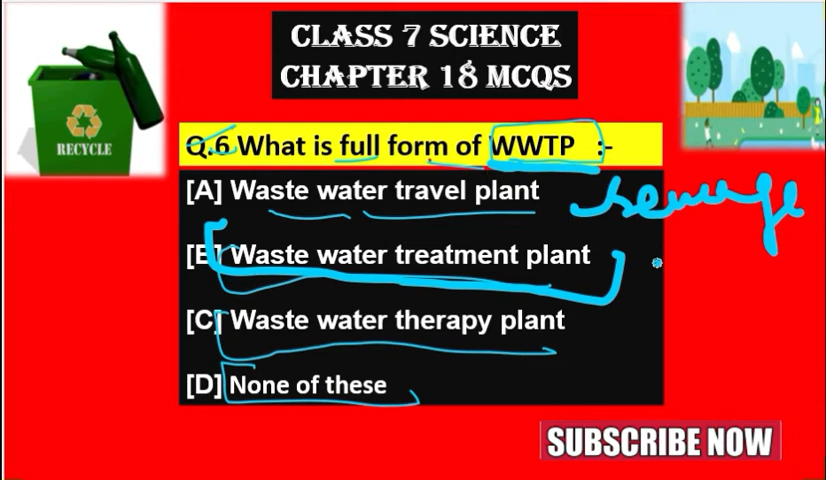 CLASS 7 SCIENCE
CHAPTER 18 MCQS
RECYCLE
Q.6 What is full form of WWTP :-
[A] Waste water travel plant
sewage
[B] Waste water treatment plant
[C] Waste water therapy plant
[D] None of these
SUBSCRIBE NOW